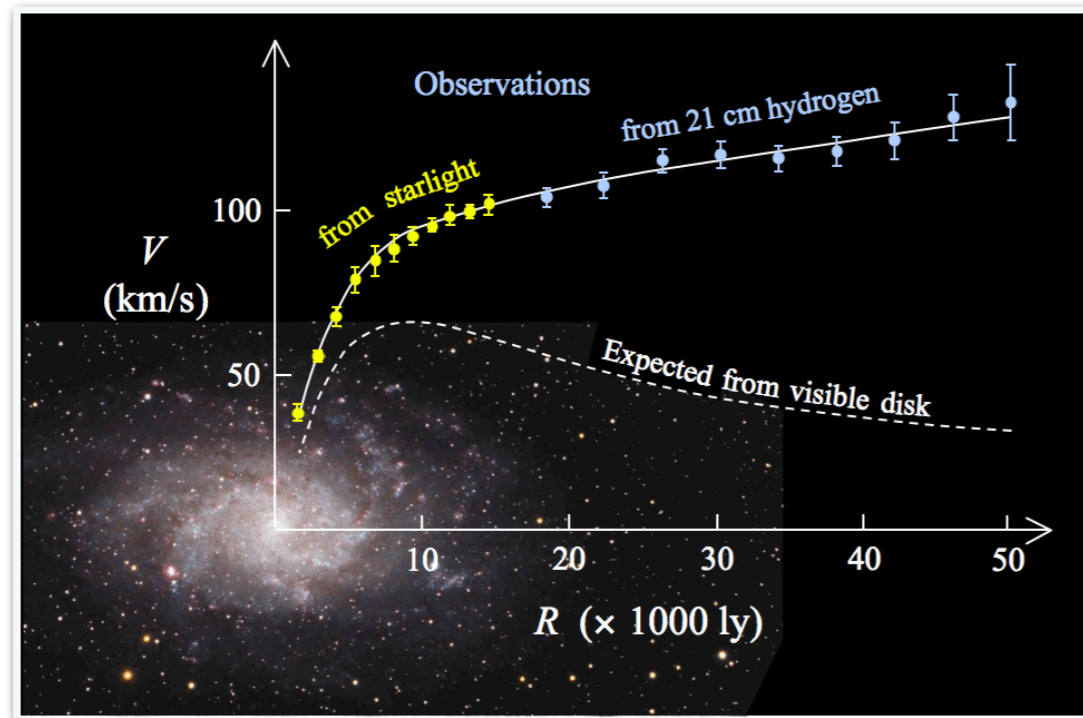 Observations
from 21 cm hydrogen
from starlight
100
V
(km/s)
50
Expected from visible disk
10 20 30 40 50
R (× 1000 ly)